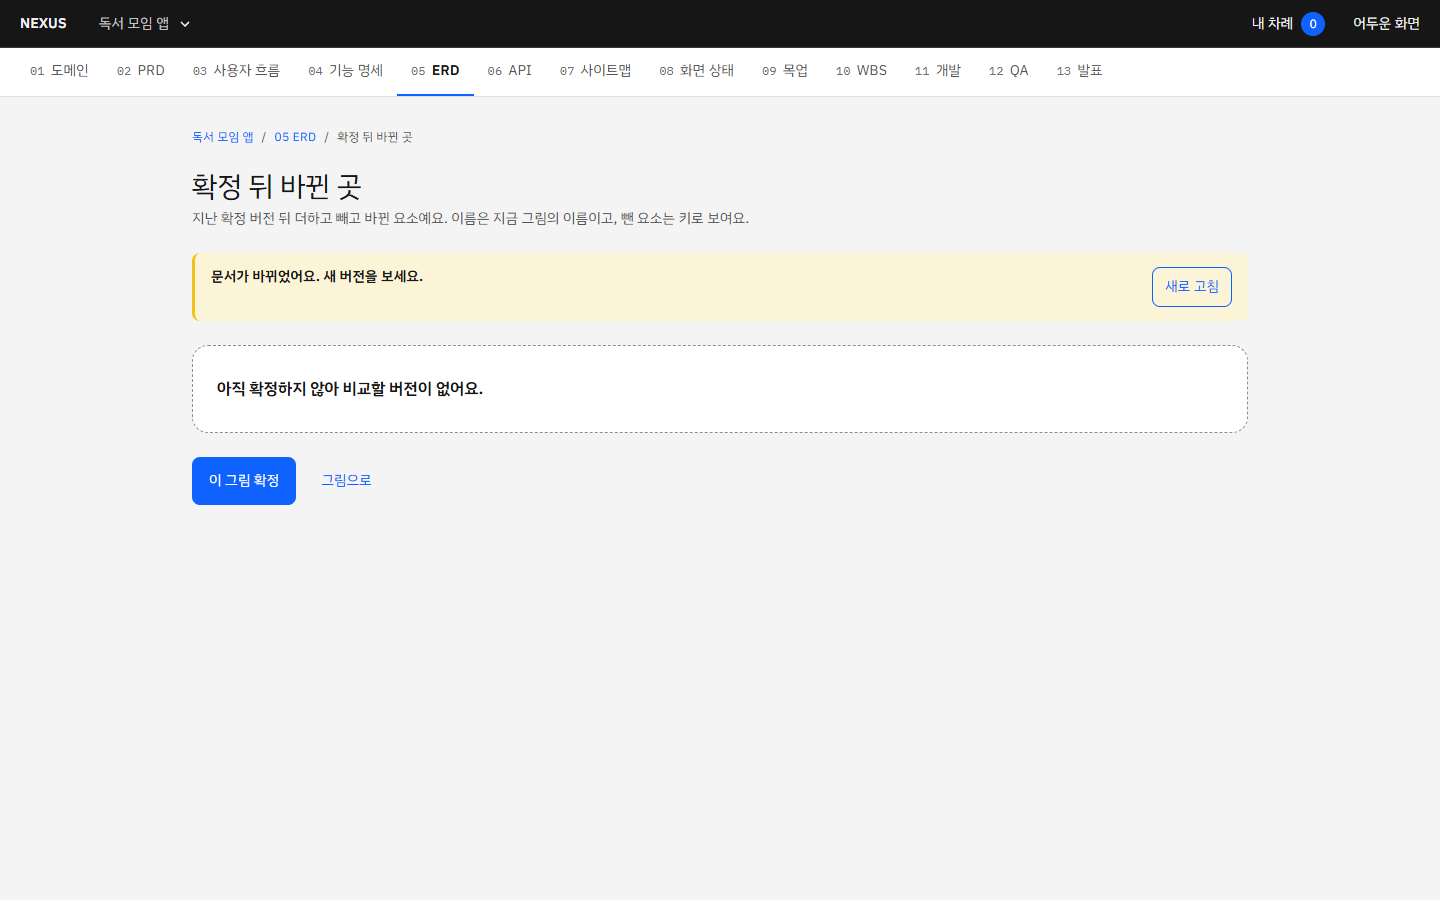 NEXUS 독서 모임 앱 내 차례 0 어두운 화면
01 도메인 02 PRD 03 사용자 흐름 04 기능 명세 05 ERD 06 API 07 사이트맵 08 화면 상태 09 목업 10 WBS 11 개발 12 QA 13 발표
독서 모임 앱 / 05 ERD / 확정 뒤 바뀐 곳
확정 뒤 바뀐 곳
지난 확정 버전 뒤 더하고 빼고 바뀐 요소예요. 이름은 지금 그림의 이름이고, 뺀 요소는 키로 보여요.
문서가 바뀌었어요. 새 버전을 보세요.
새로 고침
아직 확정하지 않아 비교할 버전이 없어요.
이 그림 확정 그림으로